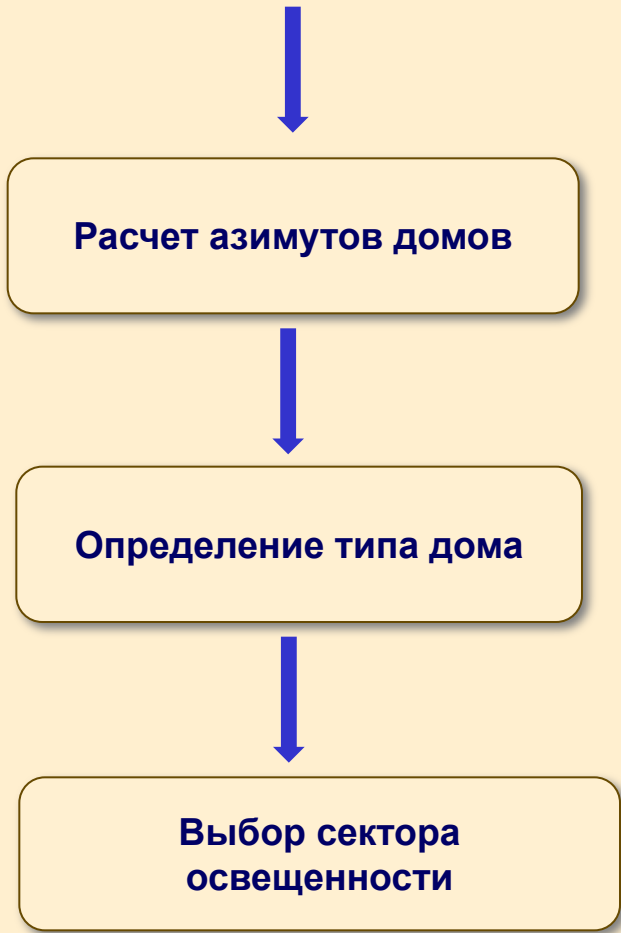 Расчет азимутов домов
Определение типа дома
Выбор сектора
освещенности